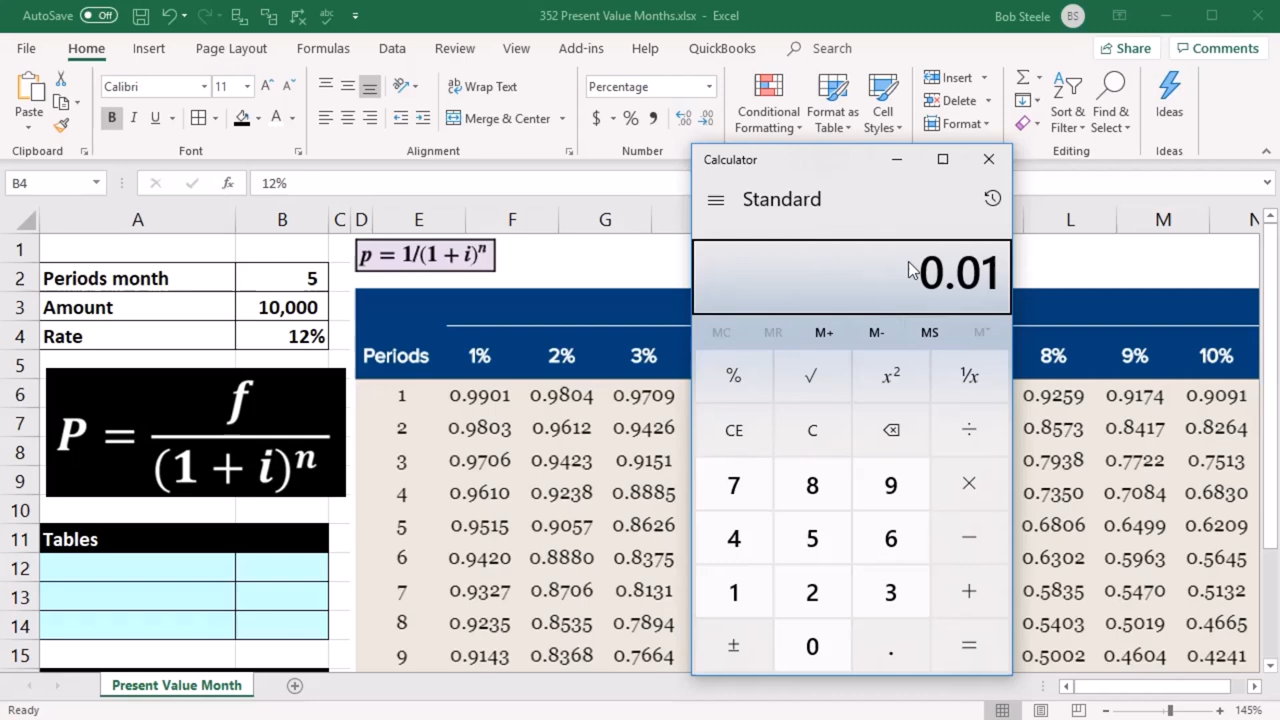 AutoSave Off 352 Present Value Months.xlsx - Excel Bob Steele BS
File Home Insert Page Layout Formulas Data Review View Add-ins Help QuickBooks Search Share Comments
Paste Calibri 11 A A Wrap Text Percentage Conditional Formatting Format as Table Cell Styles Insert Sort & Filter Find & Select Ideas
B I U A Merge & Center $ % , Delete
Format
Clipboard Font Alignment Number Editing Ideas
B4 fx 12%
A B C D E F G L M N
1 p = 1/(1 + i)^n
2 Periods month 5
3 Amount 10,000
4 Rate 12%
5 Periods 1% 2% 3% 8% 9% 10%
6 1 0.9901 0.9804 0.9709 0.9259 0.9174 0.9091
7 2 0.9803 0.9612 0.9426 0.8573 0.8417 0.8264
8 3 0.9706 0.9423 0.9151 0.7938 0.7722 0.7513
9 4 0.9610 0.9238 0.8885 0.7350 0.7084 0.6830
10 5 0.9515 0.9057 0.8626 0.6806 0.6499 0.6209
11 Tables
12 6 0.9420 0.8880 0.8375 0.6302 0.5963 0.5645
13 7 0.9327 0.8706 0.8131 0.5835 0.5470 0.5132
14 8 0.9235 0.8535 0.7894 0.5403 0.5019 0.4665
15 9 0.9143 0.8368 0.7664 0.5002 0.4604 0.4241
P = f
(1 + i)^n
Calculator
Standard
0.01
MC MR M+ M- MS M˅
% √ x² ¹/x
CE C ÷
7 8 9 ×
4 5 6 −
1 2 3 +
± 0 . =
Present Value Month
Ready 145%